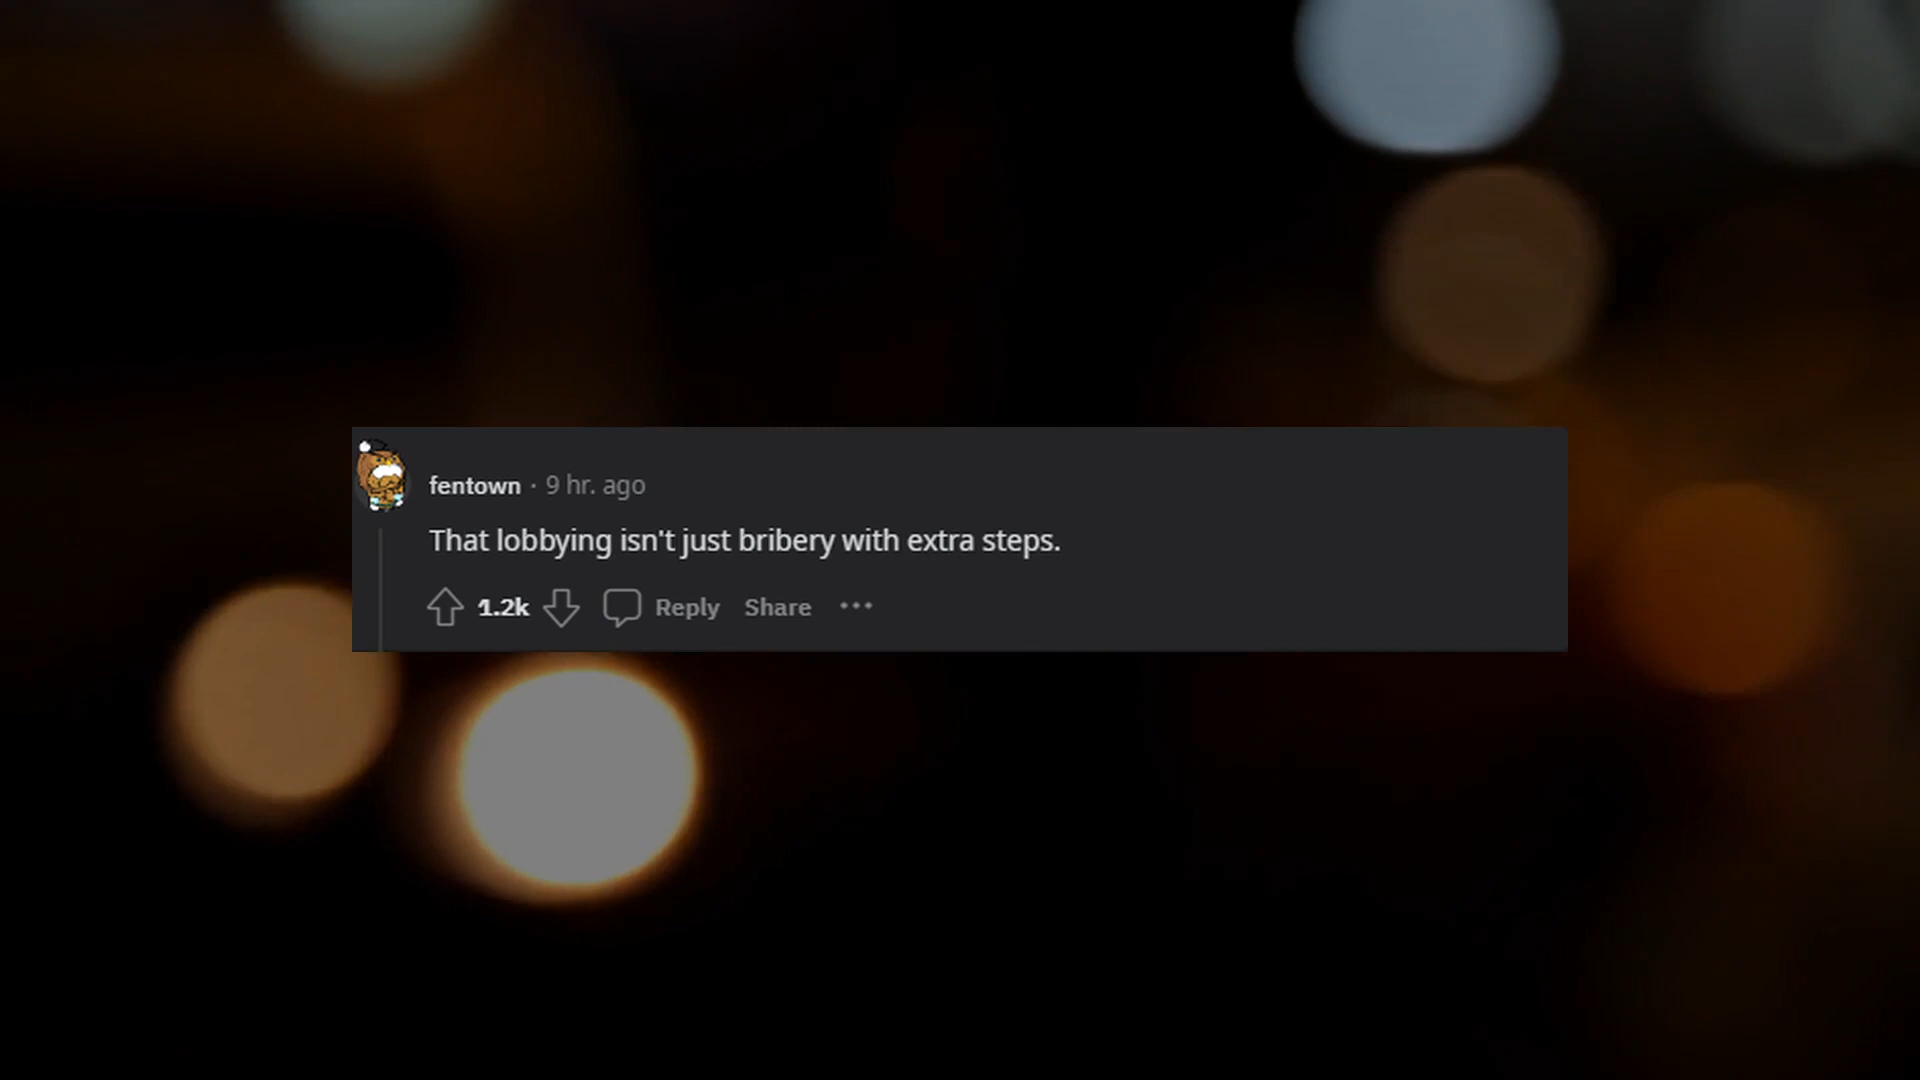 fentown · 9 hr. ago
That lobbying isn't just bribery with extra steps.
1.2k Reply Share ···